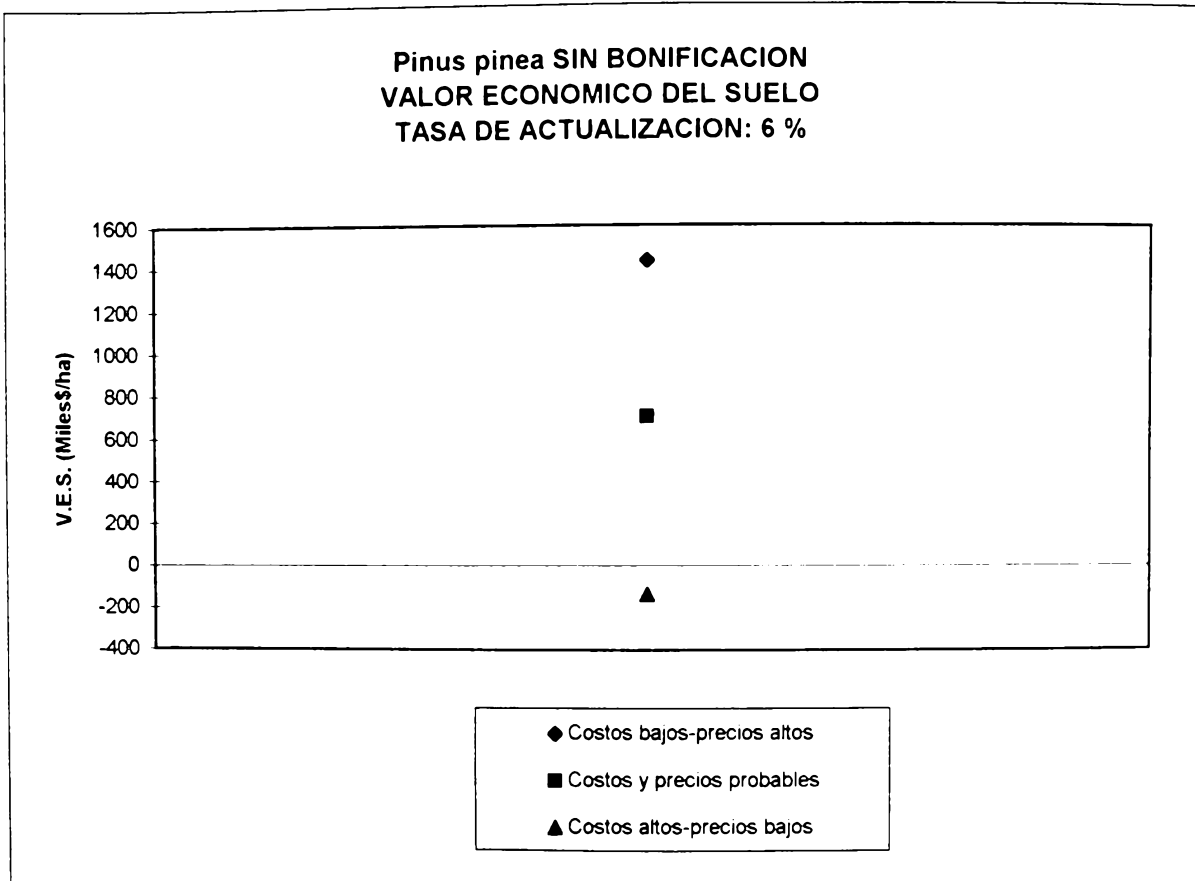 Pinus pinea SIN BONIFICACION
VALOR ECONOMICO DEL SUELO
TASA DE ACTUALIZACION: 6 %
V.E.S. (Miles$/ha)
1600
1400
1200
1000
800
600
400
200
0
-200
-400
Costos bajos-precios altos
Costos y precios probables
Costos altos-precios bajos